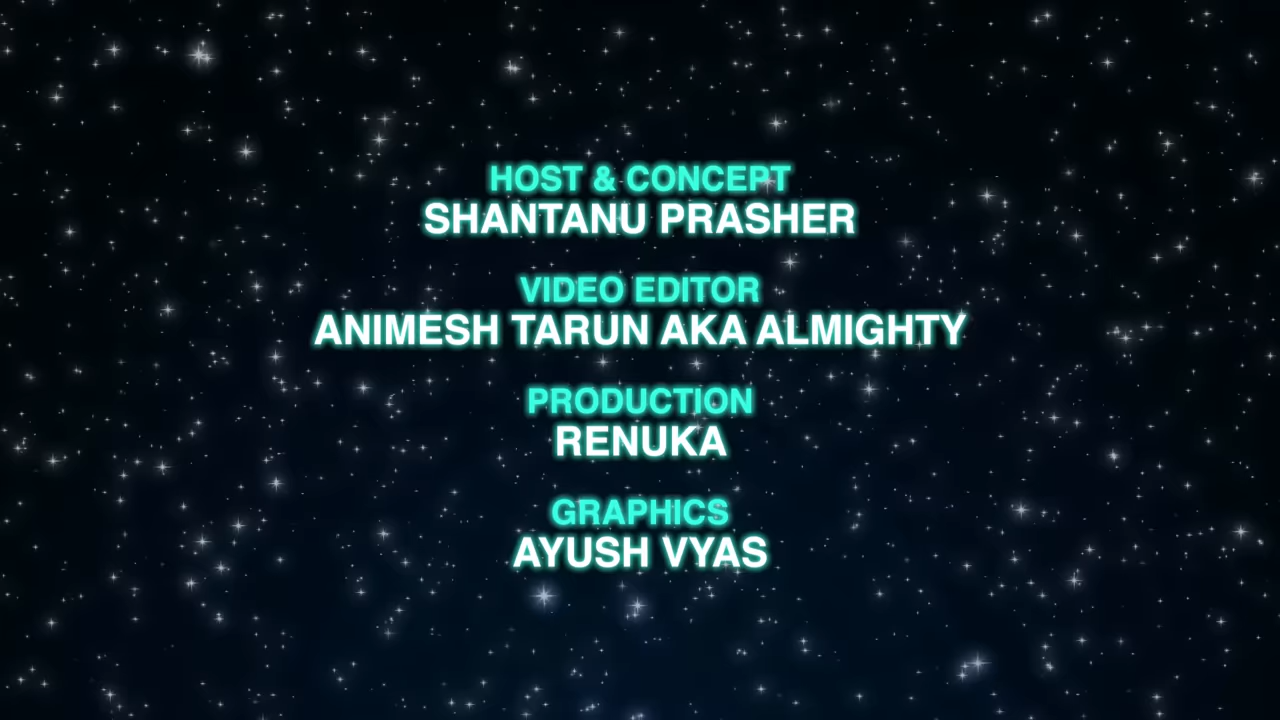 HOST & CONCEPT
SHANTANU PRASHER
VIDEO EDITOR
ANIMESH TARUN AKA ALMIGHTY
PRODUCTION
RENUKA
GRAPHICS
AYUSH VYAS